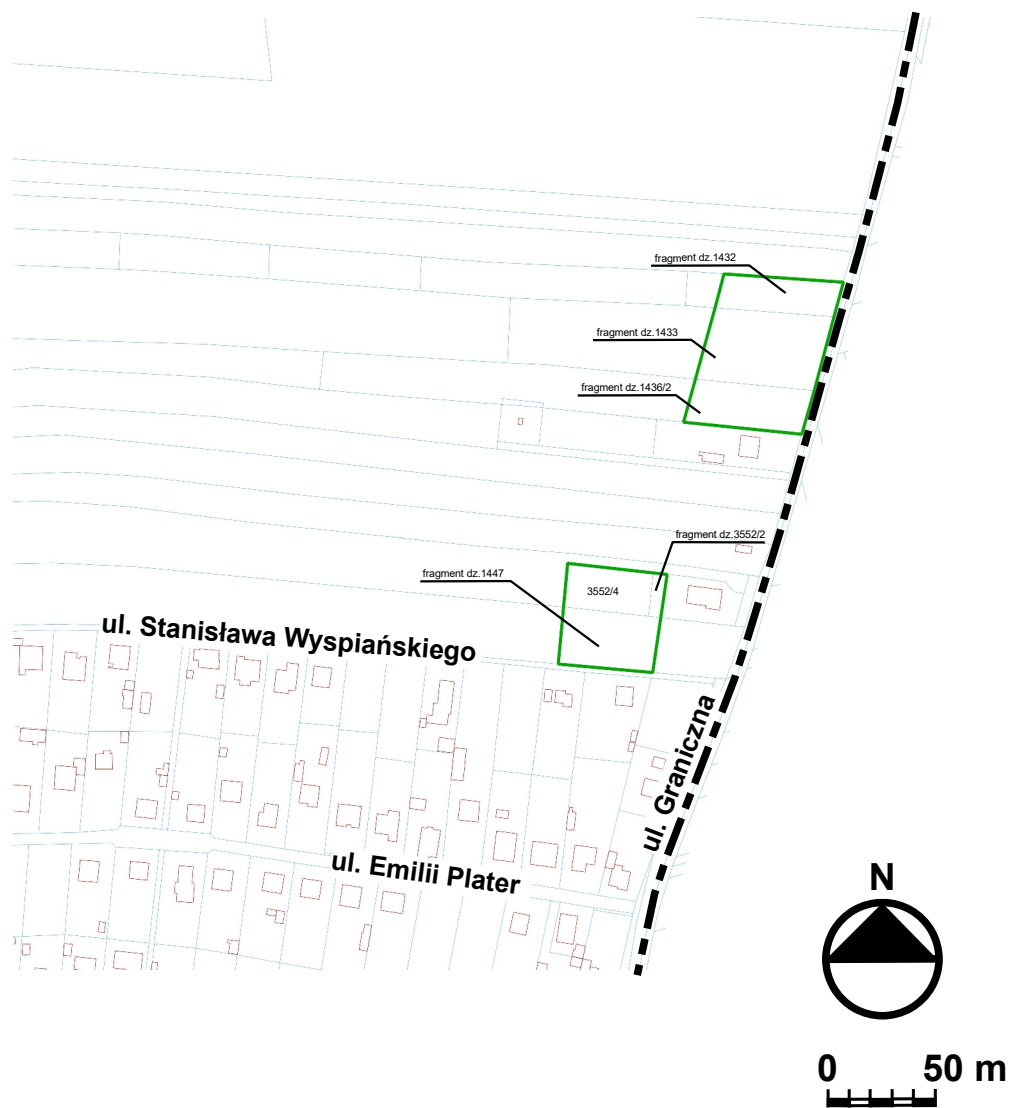 fragment dz.1432
fragment dz.1433
fragment dz.1436/2
fragment dz.3552/2
fragment dz.1447
3552/4
ul. Stanisława Wyspiańskiego
ul. Graniczna
ul. Emilii Plater
N
0 50 m